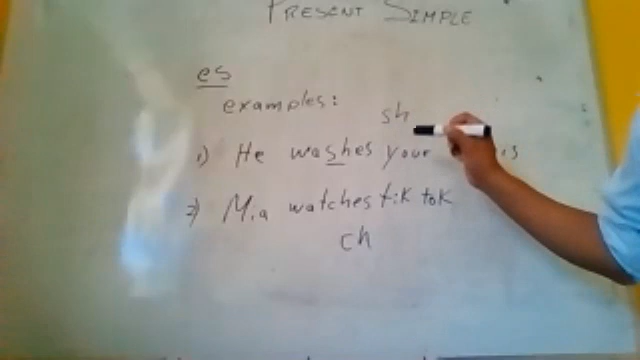 PRESENT SIMPLE
es
examples:
sh
1) He washes your
2) Mia watches tik tok
ch